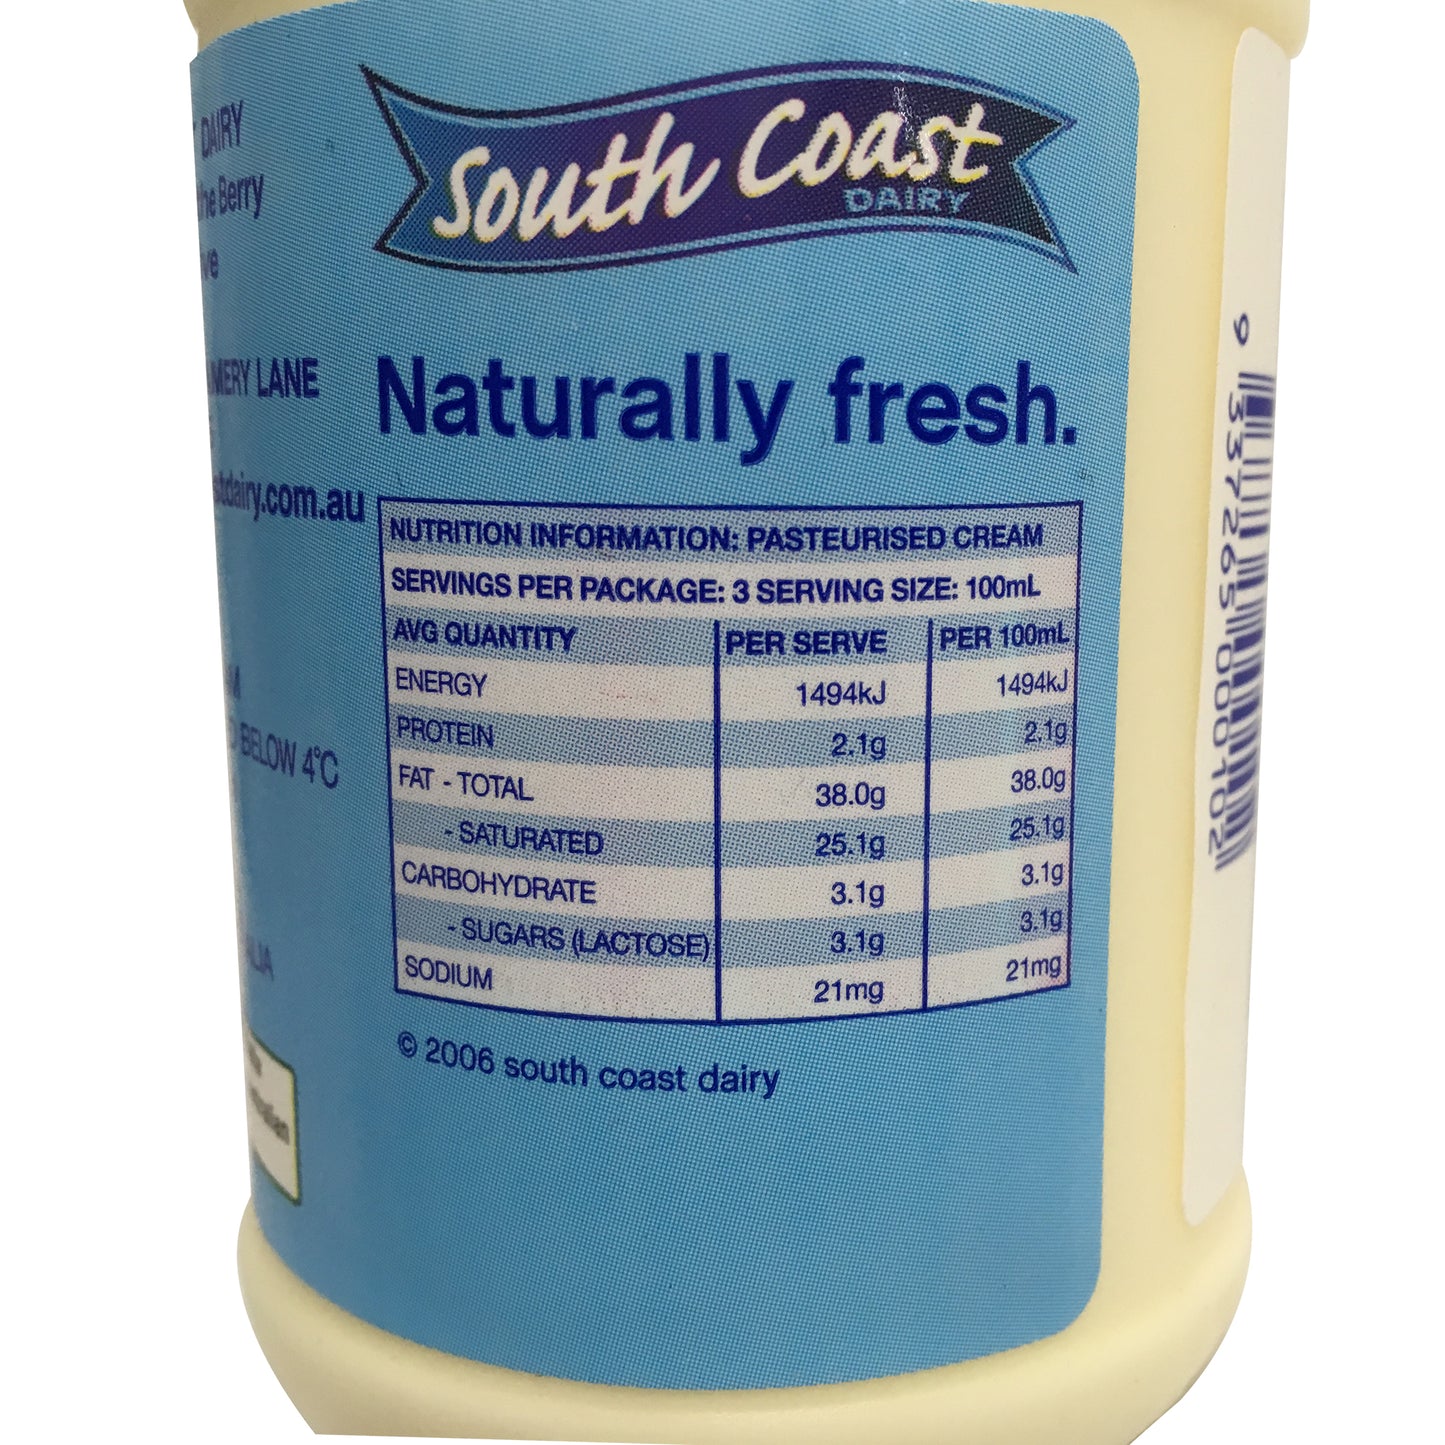 DAIRY
Berry
LANE
dairy.com.au
BELOW 4°C
South Coast
DAIRY
Naturally fresh.
NUTRITION INFORMATION: PASTEURISED CREAM
SERVINGS PER PACKAGE: 3 SERVING SIZE: 100mL
AVG QUANTITY PER SERVE PER 100mL
ENERGY 1494kJ 1494kJ
PROTEIN 2.1g 2.1g
FAT - TOTAL 38.0g 38.0g
- SATURATED 25.1g 25.1g
CARBOHYDRATE 3.1g 3.1g
- SUGARS (LACTOSE) 3.1g 3.1g
SODIUM 21mg 21mg
© 2006 south coast dairy
9 337265 000102